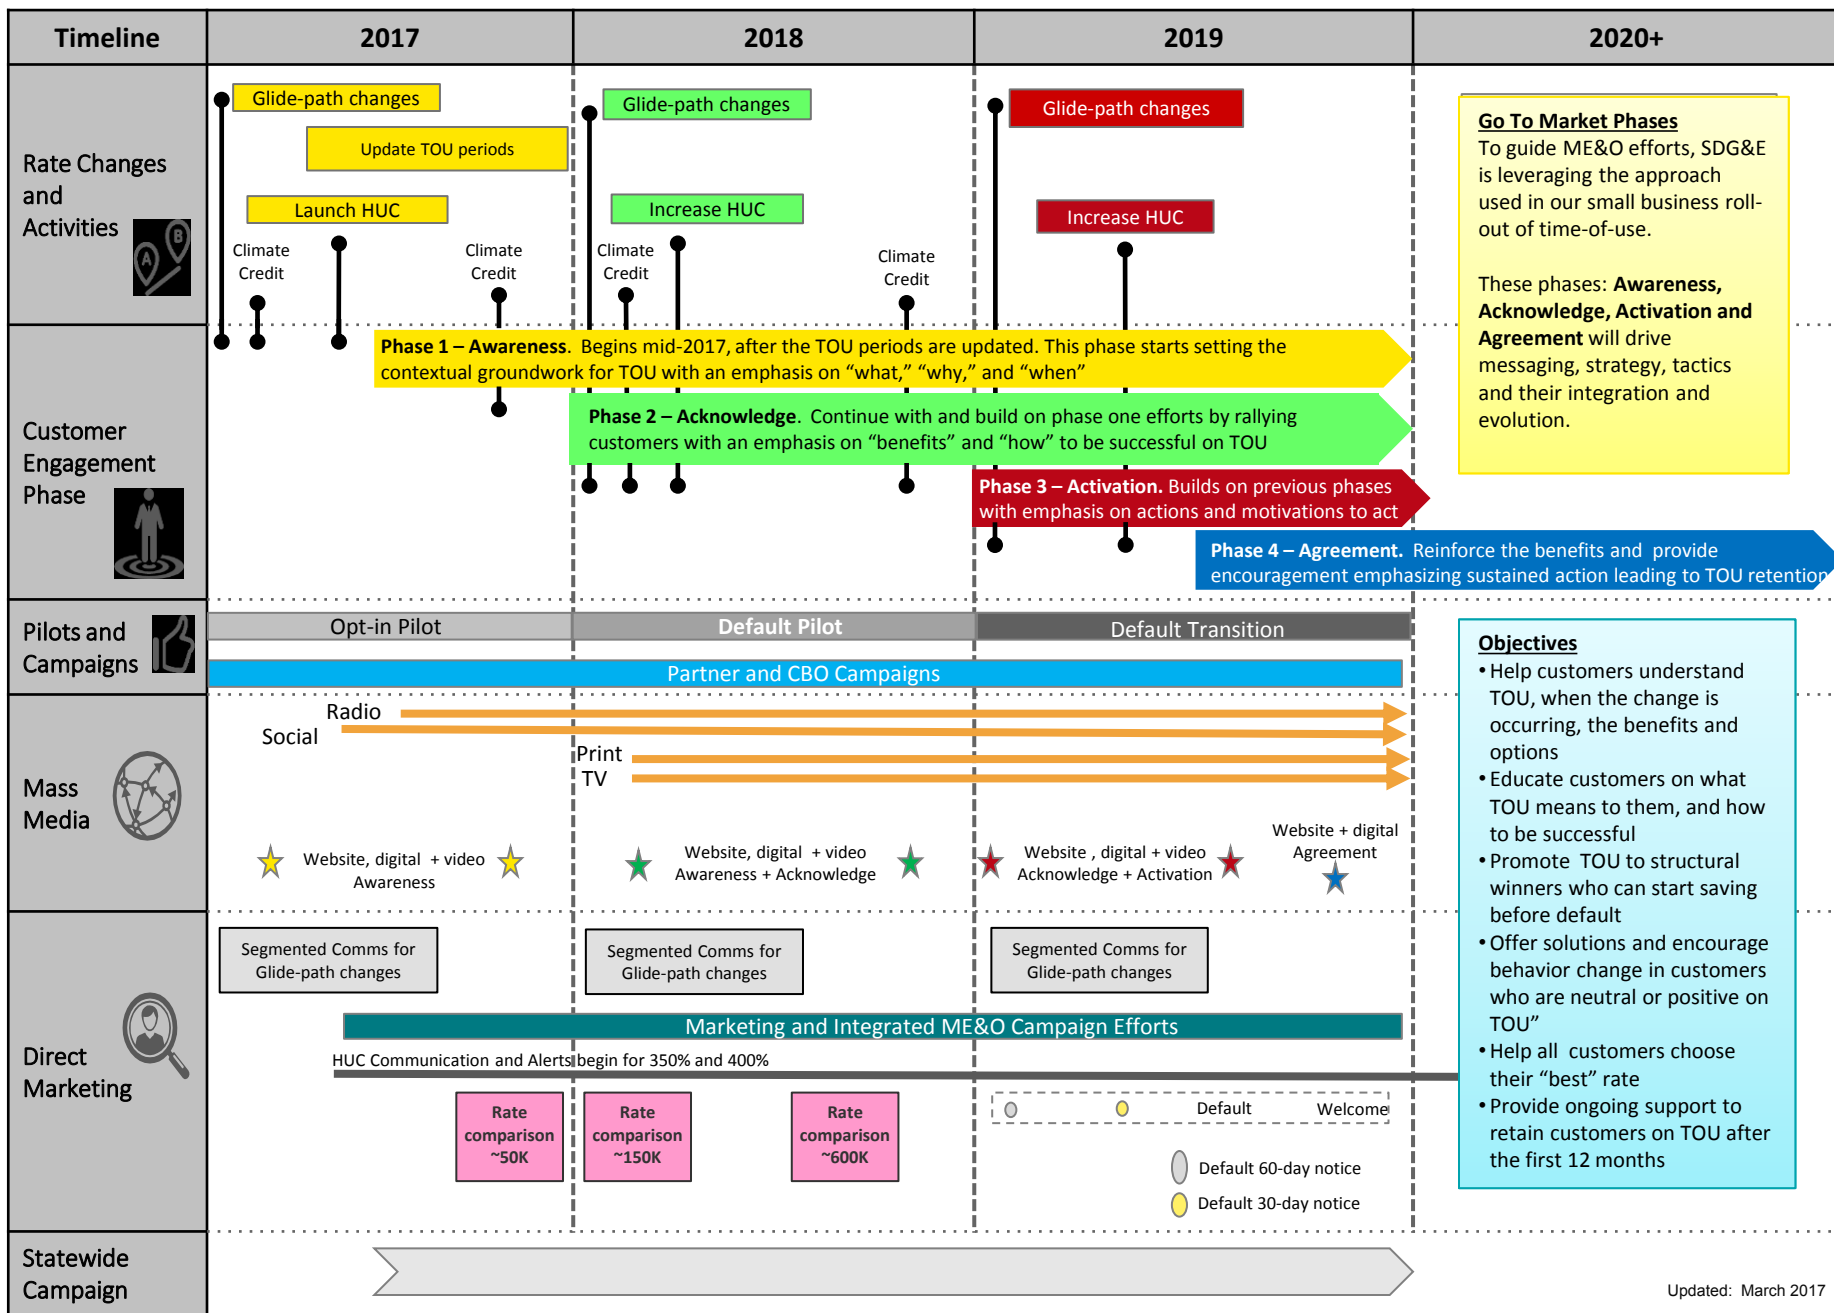 Timeline
2017
2018
2019
2020+
Rate Changes
and
Activities
A
B
Glide-path changes
Update TOU periods
Launch HUC
Climate
Credit
Climate
Credit
Glide-path changes
Increase HUC
Climate
Credit
Climate
Credit
Glide-path changes
Increase HUC
Go To Market Phases
To guide ME&O efforts, SDG&E
is leveraging the approach
used in our small business roll-
out of time-of-use.
These phases: Awareness,
Acknowledge, Activation and
Agreement will drive
messaging, strategy, tactics
and their integration and
evolution.
Customer
Engagement
Phase
Phase 1 – Awareness. Begins mid-2017, after the TOU periods are updated. This phase starts setting the
contextual groundwork for TOU with an emphasis on “what,” “why,” and “when”
Phase 2 – Acknowledge. Continue with and build on phase one efforts by rallying
customers with an emphasis on “benefits” and “how” to be successful on TOU
Phase 3 – Activation. Builds on previous phases
with emphasis on actions and motivations to act
Phase 4 – Agreement. Reinforce the benefits and provide
encouragement emphasizing sustained action leading to TOU retention
Pilots and
Campaigns
Opt-in Pilot
Default Pilot
Default Transition
Partner and CBO Campaigns
Mass
Media
Radio
Social
Print
TV
Website, digital + video
Awareness
Website, digital + video
Awareness + Acknowledge
Website , digital + video
Acknowledge + Activation
Website + digital
Agreement
Objectives
• Help customers understand
TOU, when the change is
occurring, the benefits and
options
• Educate customers on what
TOU means to them, and how
to be successful
• Promote TOU to structural
winners who can start saving
before default
• Offer solutions and encourage
behavior change in customers
who are neutral or positive on
TOU”
• Help all customers choose
their “best” rate
• Provide ongoing support to
retain customers on TOU after
the first 12 months
Direct
Marketing
Segmented Comms for
Glide-path changes
Segmented Comms for
Glide-path changes
Segmented Comms for
Glide-path changes
Marketing and Integrated ME&O Campaign Efforts
HUC Communication and Alerts begin for 350% and 400%
Rate
comparison
~50K
Rate
comparison
~150K
Rate
comparison
~600K
Default
Welcome
Default 60-day notice
Default 30-day notice
Statewide
Campaign
Updated: March 2017